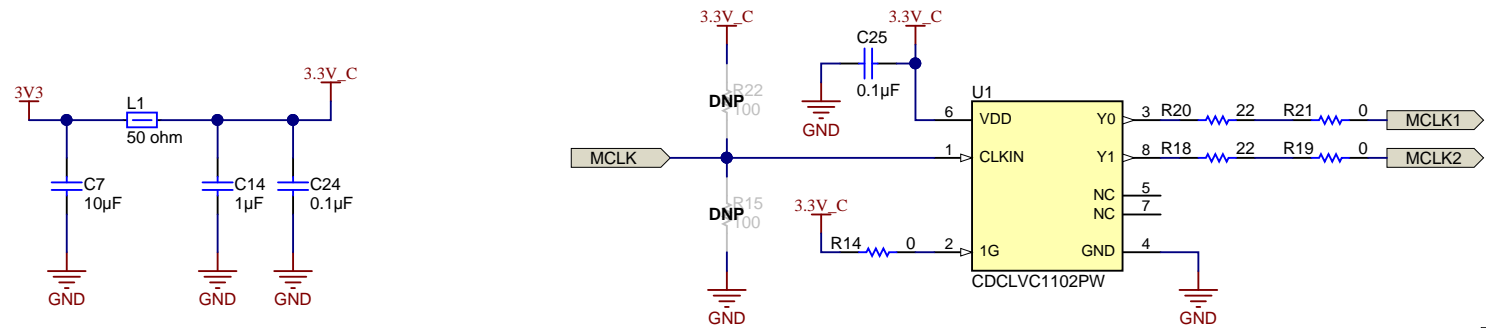 3V3
L1
50 ohm
3.3V_C
C7
10µF
C14
1µF
C24
0.1µF
GND
GND
GND
3.3V_C
R22
DNP
100
MCLK
R15
DNP
100
GND
C25
0.1µF
GND
3.3V_C
3.3V_C
R14 0
U1
6 VDD
1 CLKIN
2 1G
Y0 3
Y1 8
NC 5
NC 7
GND 4
CDCLVC1102PW
R20 22 R21 0 MCLK1
R18 22 R19 0 MCLK2
GND